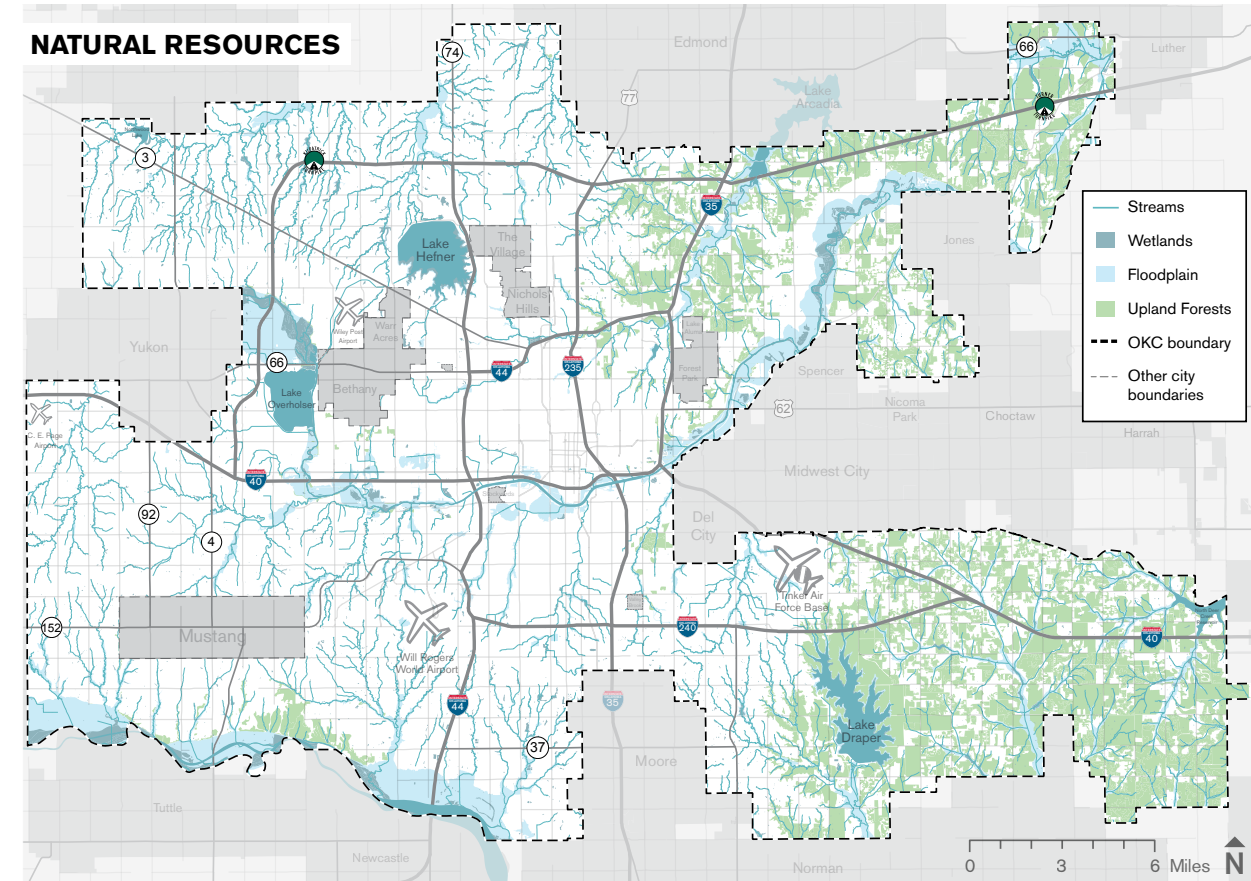 NATURAL RESOURCES
74
Edmond
66
Luther
77
Lake
Arcadia
3
35
Streams
Wetlands
Floodplain
Upland Forests
OKC boundary
Other city
boundaries
Lake
Hefner
The
Village
Jones
Nichols
Hills
Wiley Post
Airport
Warr
Acres
Yukon
66
44
235
Forest
Park
Spencer
Bethany
Lake
Overholser
62
Nicoma
Park
Choctaw
Harrah
C. E. Page
Airport
40
Midwest City
92
4
Del
City
Tinker Air
Force Base
152
Mustang
240
40
Will Rogers
World Airport
44
35
Lake
Draper
37
Moore
Tuttle
Newcastle
Norman
0 3 6 Miles
N